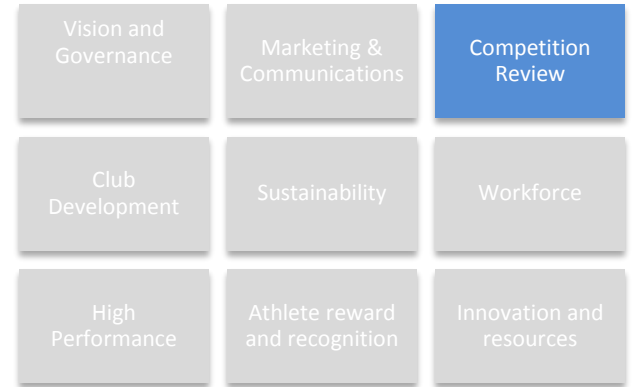 Vision and
Governance
Marketing &
Communications
Competition
Review
Club
Development
Sustainability
Workforce
High
Performance
Athlete reward
and recognition
Innovation and
resources